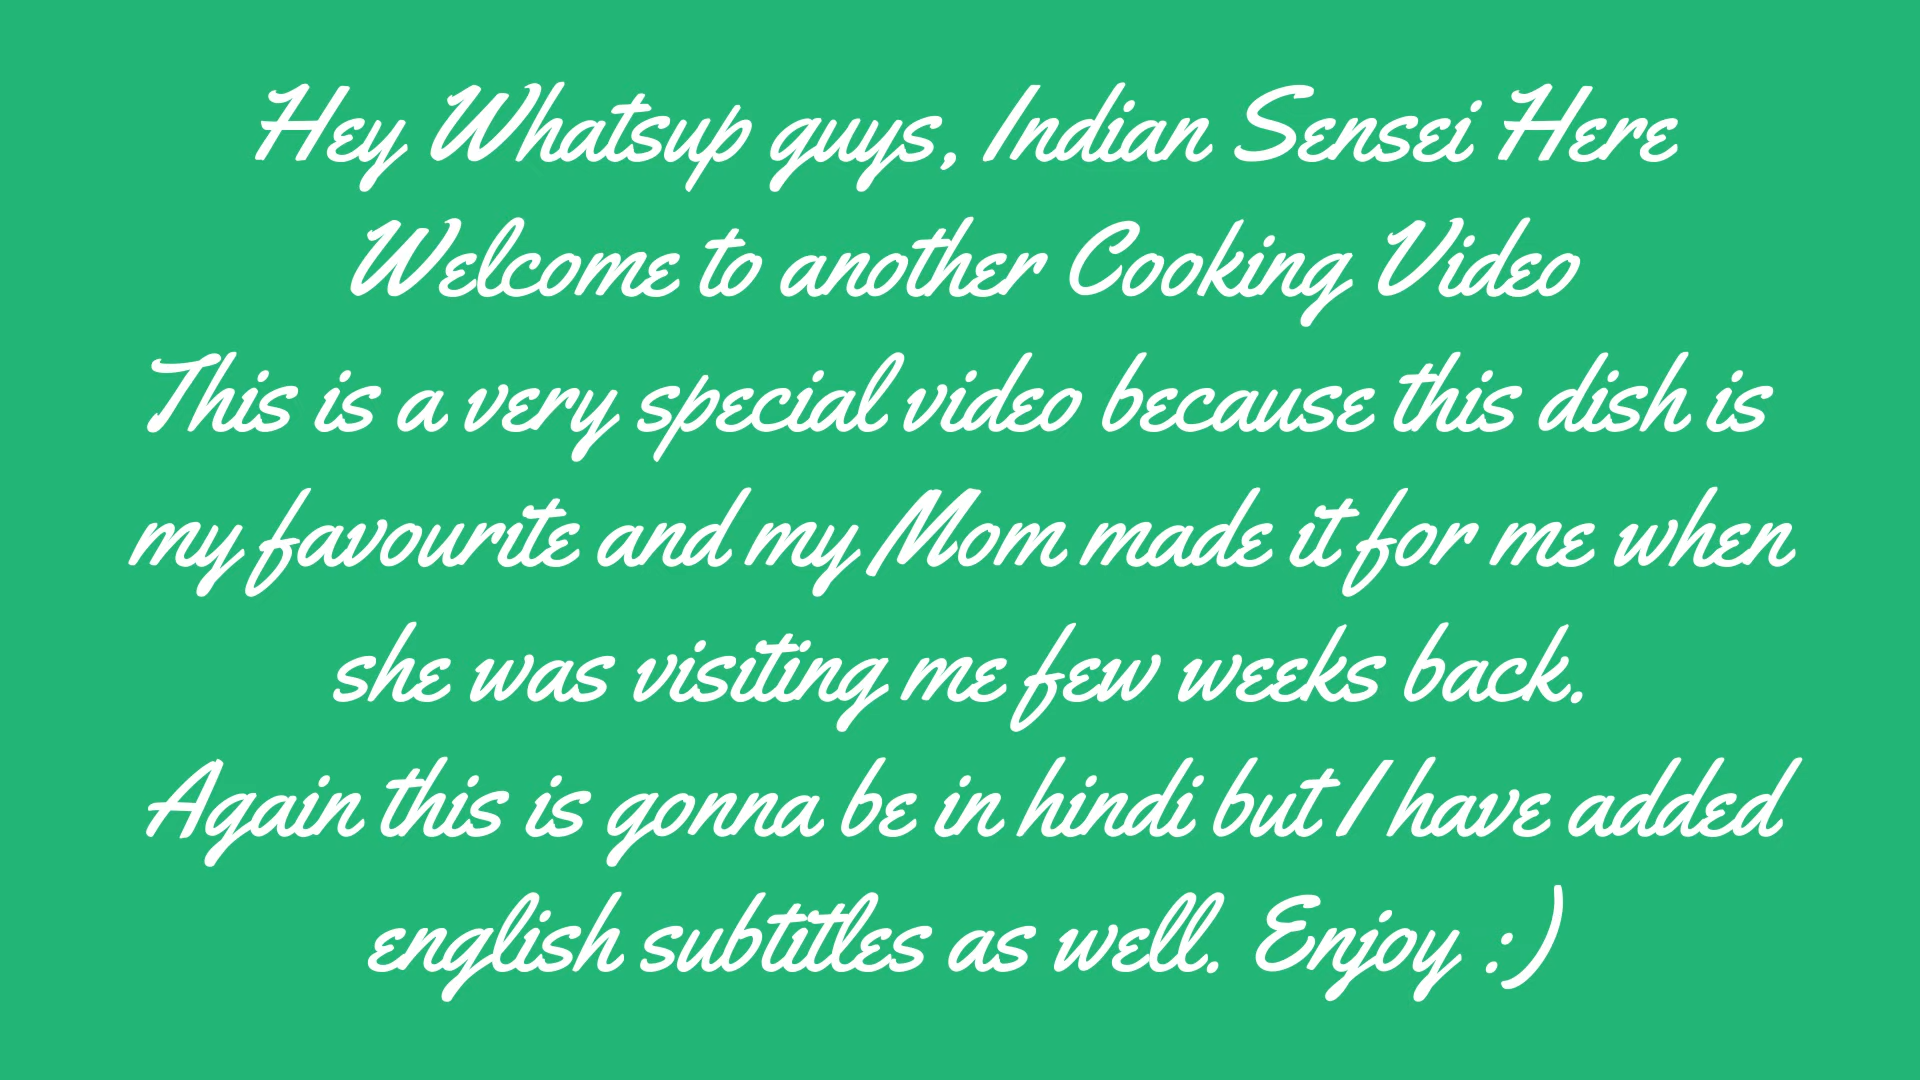 Hey Whatsup guys, Indian Sensei Here
Welcome to another Cooking Video
This is a very special video because this dish is
my favourite and my Mom made it for me when
she was visiting me few weeks back.
Again this is gonna be in hindi but I have added
english subtitles as well. Enjoy :)